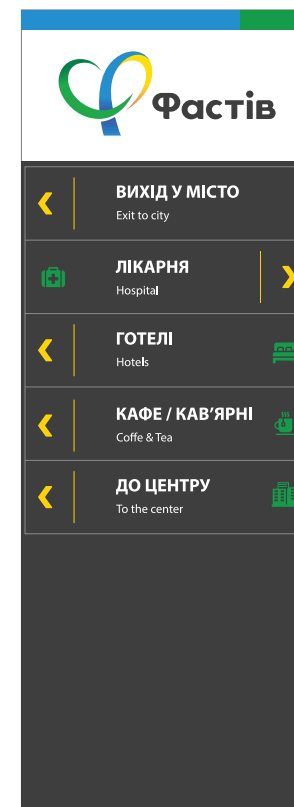 Фастів
ВИХІД У МІСТО
Exit to city
ЛІКАРНЯ
Hospital
ГОТЕЛІ
Hotels
КАФЕ / КАВ'ЯРНІ
Coffe & Tea
ДО ЦЕНТРУ
To the center